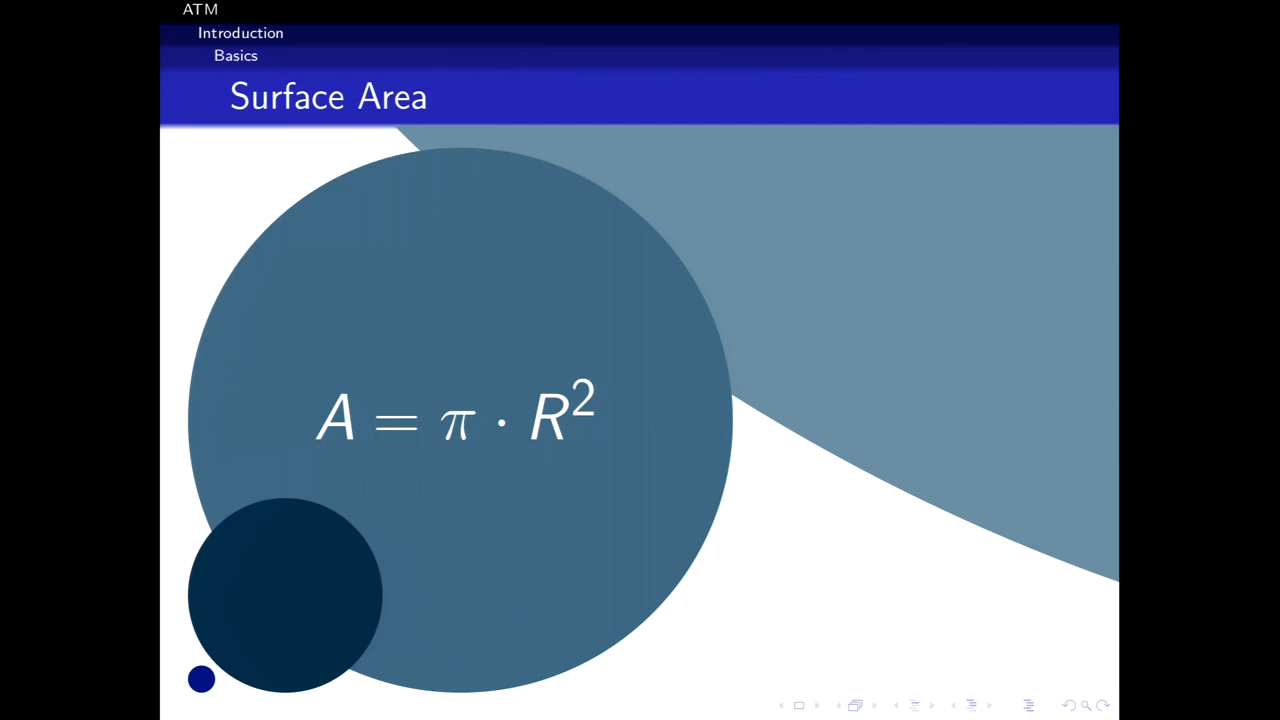 ATM
Introduction
Basics
Surface Area
A = π · R²